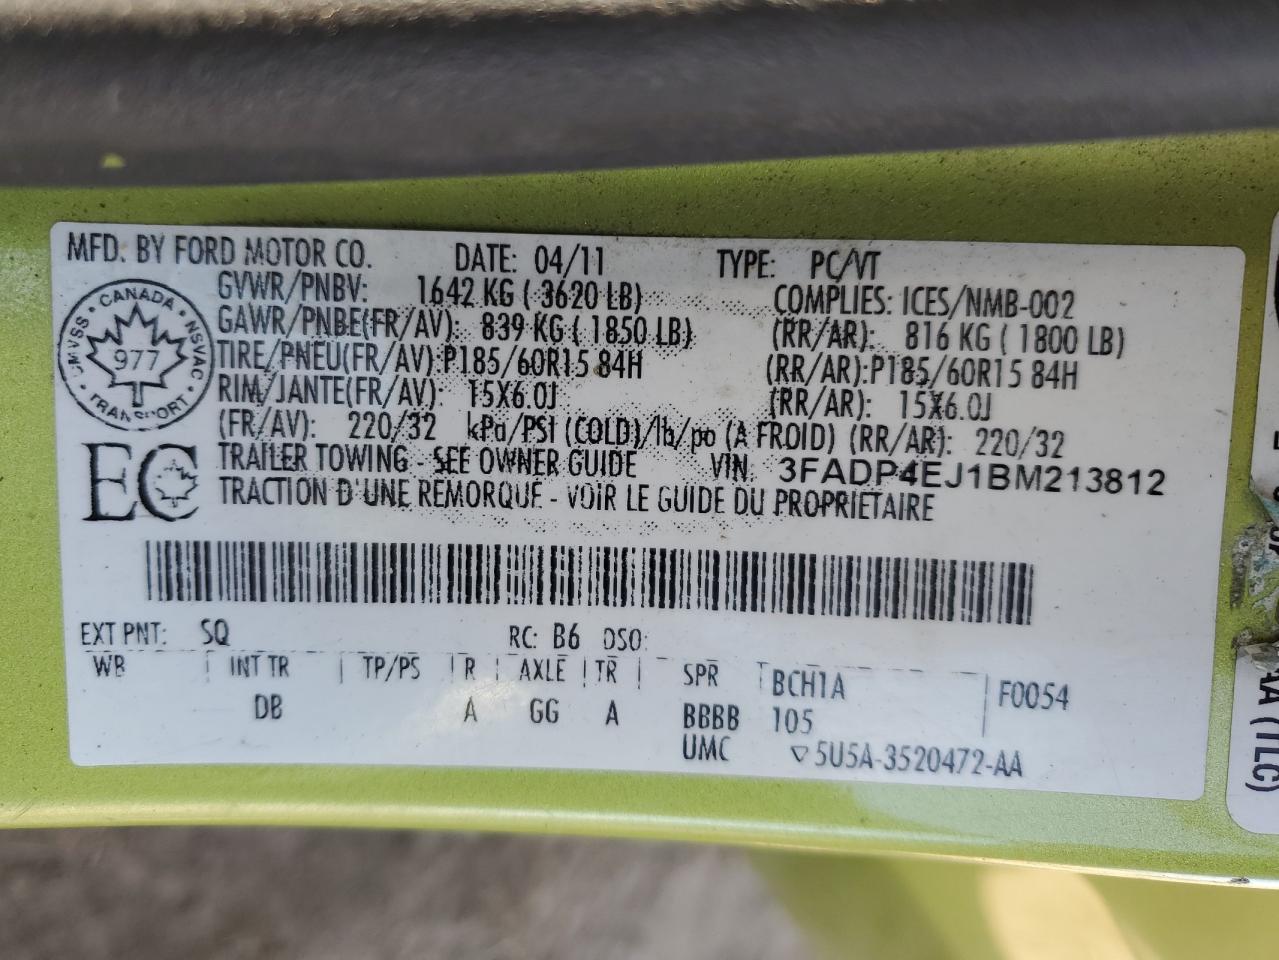 MFD. BY FORD MOTOR CO. DATE: 04/11 TYPE: PC/VT
GVWR/PNBV: 1642 KG ( 3620 LB) COMPLIES: ICES/NMB-002
GAWR/PNBE(FR/AV): 839 KG ( 1850 LB) (RR/AR): 816 KG ( 1800 LB)
TIRE/PNEU(FR/AV):P185/60R15 84H (RR/AR):P185/60R15 84H
RIM/JANTE(FR/AV): 15X6.0J (RR/AR): 15X6.0J
(FR/AV): 220/32 kPa/PSI (COLD)/lb/po (A FROID) (RR/AR): 220/32
TRAILER TOWING - SEE OWNER GUIDE VIN: 3FADP4EJ1BM213812
TRACTION D'UNE REMORQUE - VOIR LE GUIDE DU PROPRIETAIRE
CANADA
NSVAC
CMVSS
977
TRANSPORT
EC
EXT PNT: SQ RC: B6 DSO:
WB INT TR TP/PS R AXLE TR SPR BCH1A F0054
DB A GG A BBBB 105
UMC ▽5U5A-3520472-AA
AA (TLC)